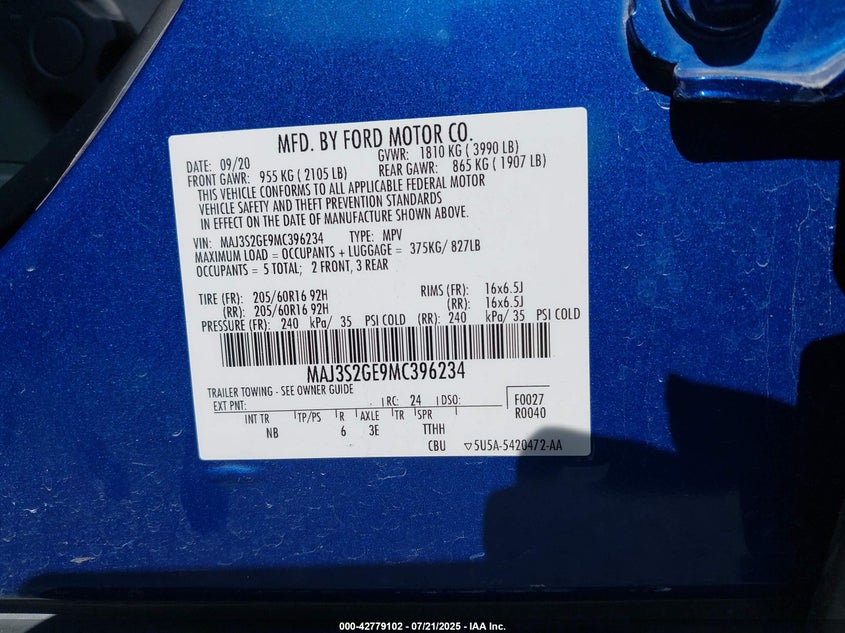 MFD. BY FORD MOTOR CO.
DATE: 09/20 GVWR: 1810 KG ( 3990 LB)
FRONT GAWR: 955 KG ( 2105 LB) REAR GAWR: 865 KG ( 1907 LB)
THIS VEHICLE CONFORMS TO ALL APPLICABLE FEDERAL MOTOR
VEHICLE SAFETY AND THEFT PREVENTION STANDARDS
IN EFFECT ON THE DATE OF MANUFACTURE SHOWN ABOVE.
VIN: MAJ3S2GE9MC396234 TYPE: MPV
MAXIMUM LOAD = OCCUPANTS + LUGGAGE = 375KG/ 827LB
OCCUPANTS = 5 TOTAL; 2 FRONT, 3 REAR
TIRE (FR): 205/60R16 92H RIMS (FR): 16x6.5J
(RR): 205/60R16 92H (RR): 16x6.5J
PRESSURE (FR): 240 kPa/ 35 PSI COLD (RR): 240 kPa/ 35 PSI COLD
MAJ3S2GE9MC396234
TRAILER TOWING - SEE OWNER GUIDE
EXT PNT: RC: 24 DSO: F0027
R0040
INT TR TP/PS R AXLE TR SPR
NB 6 3E TTHH
CBU ▽5U5A-5420472-AA
000-42779102 - 07/21/2025 - IAA Inc.